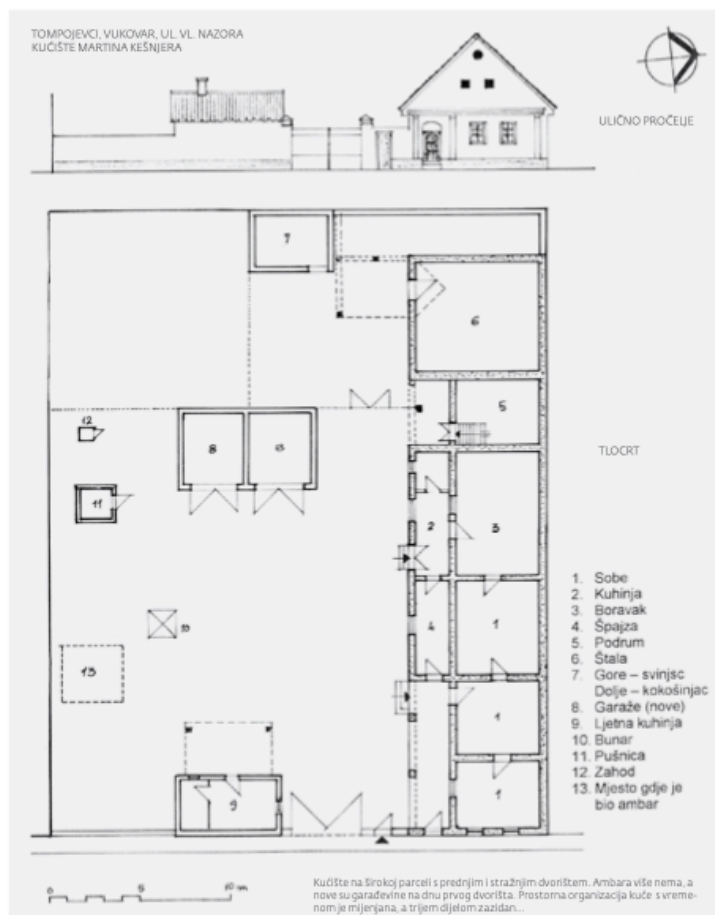 TOMPOJEVCI, VUKOVAR, UL. VL. NAZORA
KUĆIŠTE MARTINA KEŠNJERA
ULIČNO PROČELJE
7
6
5
12
8
8
11
2
3
TLOCRT
10
4
1
13
1
9
1
1. Sobe
2. Kuhinja
3. Boravak
4. Špajza
5. Podrum
6. Štala
7. Gore – svinjsc
Dolje – kokošinjac
8. Garaže (nove)
9. Ljetna kuhinja
10. Bunar
11. Pušnica
12. Zahod
13. Mjesto gdje je
bio ambar
0 5 10 m
Kućište na širokoj parceli s prednjim i stražnjim dvorištem. Ambara više nema, a
nove su garađevine na dnu prvog dvorišta. Prostorna organizacija kuće s vreme-
nom je mijenjana, a trijem dijelom zazidan...